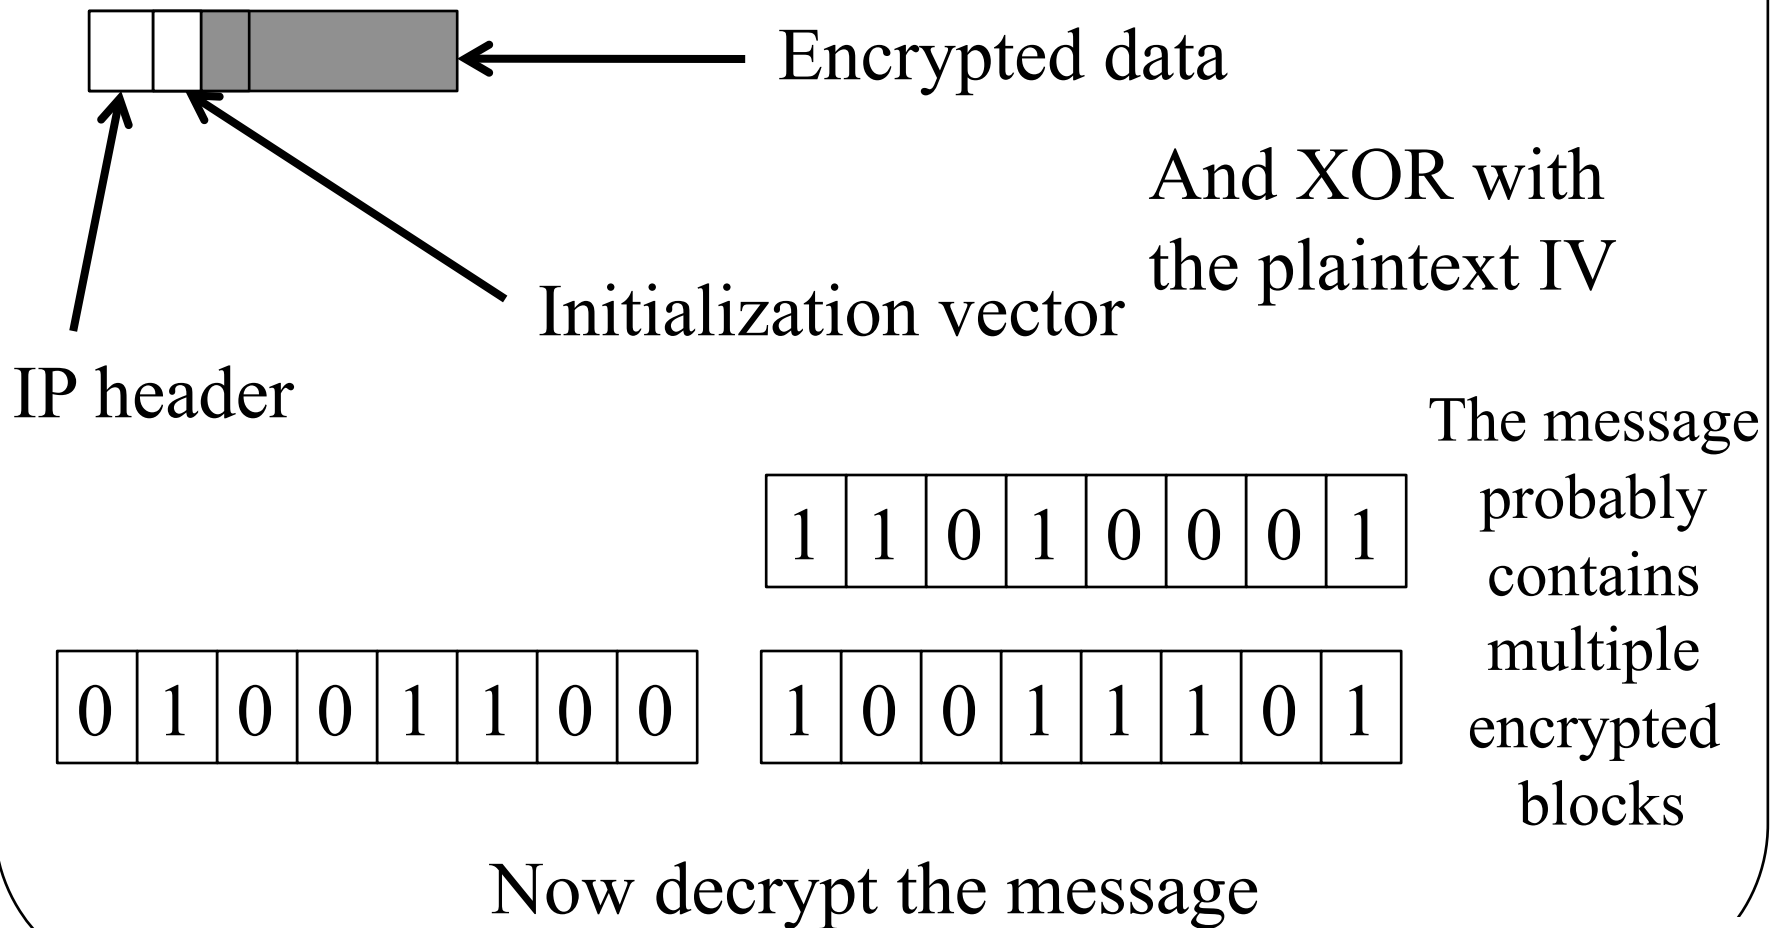 Encrypted data
And XOR with
the plaintext IV
Initialization vector
IP header
The message
probably
contains
multiple
encrypted
blocks
1 1 0 1 0 0 0 1
0 1 0 0 1 1 0 0 1 0 0 1 1 1 0 1
Now decrypt the message